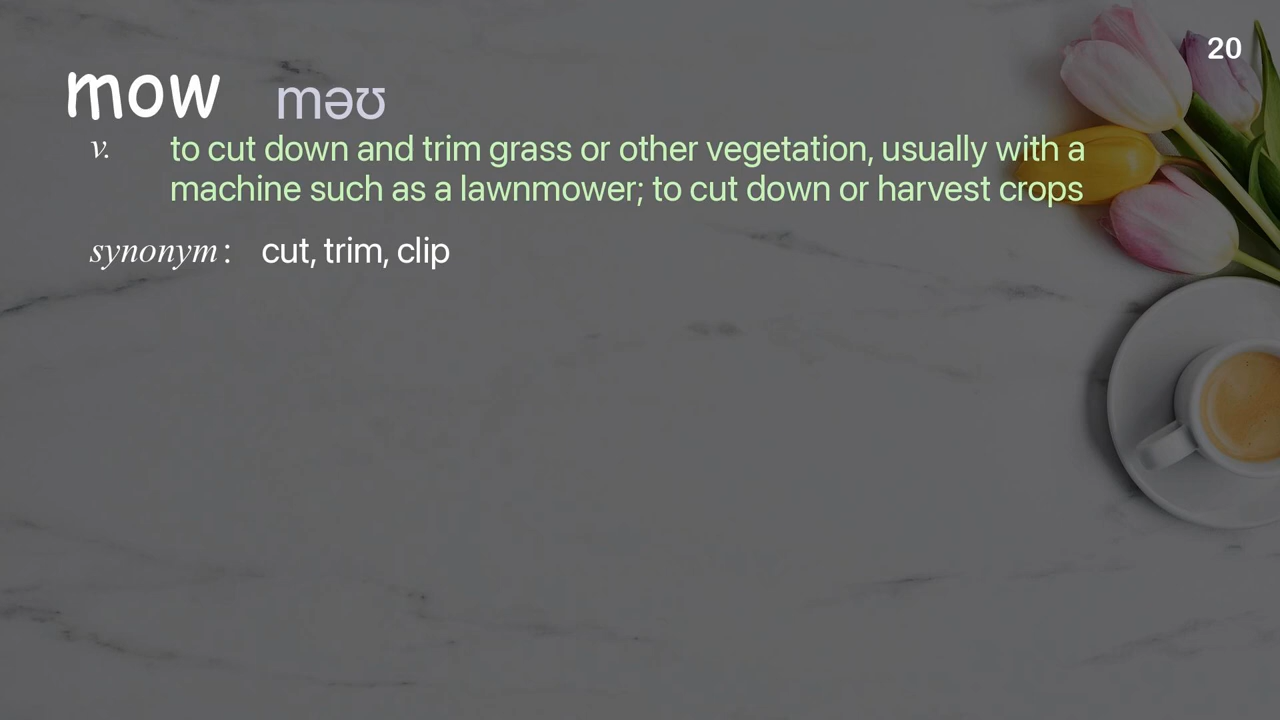 20
mow məʊ
v. to cut down and trim grass or other vegetation, usually with a
machine such as a lawnmower; to cut down or harvest crops
synonym: cut, trim, clip